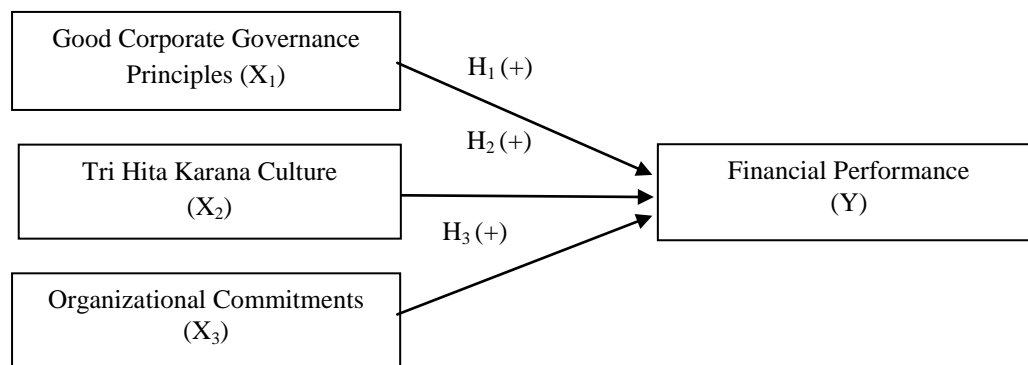 Good Corporate Governance
Principles (X₁)
H₁ (+)
H₂ (+)
Tri Hita Karana Culture
(X₂)
Financial Performance
(Y)
H₃ (+)
Organizational Commitments
(X₃)